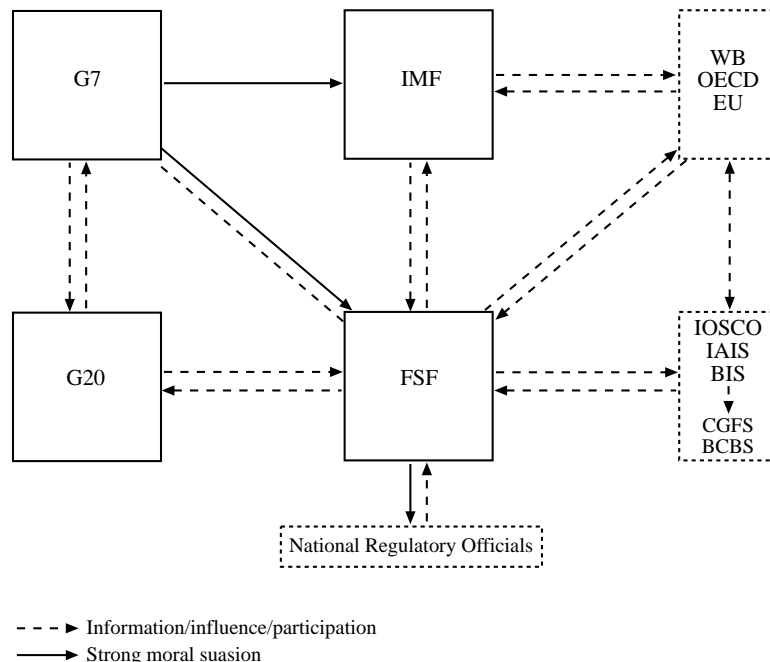 G7
IMF
WB
OECD
EU
G20
FSF
IOSCO
IAIS
BIS
CGFS
BCBS
National Regulatory Officials
Information/influence/participation
Strong moral suasion